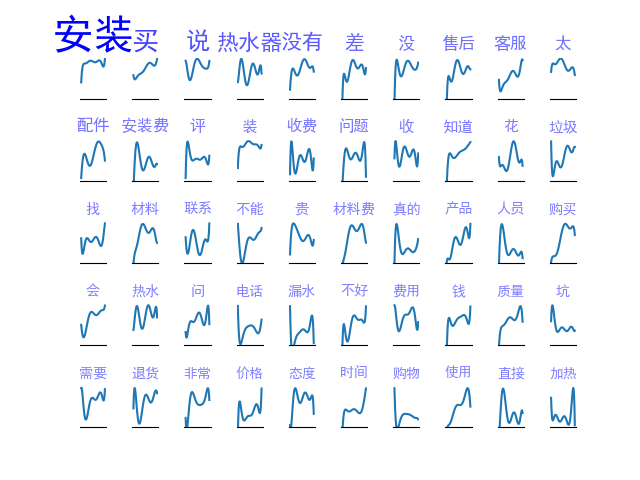 安装 买 说 热水器 没有 差 没 售后 客服 太
配件 安装费 评 装 收费 问题 收 知道 花 垃圾
找 材料 联系 不能 贵 材料费 真的 产品 人员 购买
会 热水 问 电话 漏水 不好 费用 钱 质量 坑
需要 退货 非常 价格 态度 时间 购物 使用 直接 加热